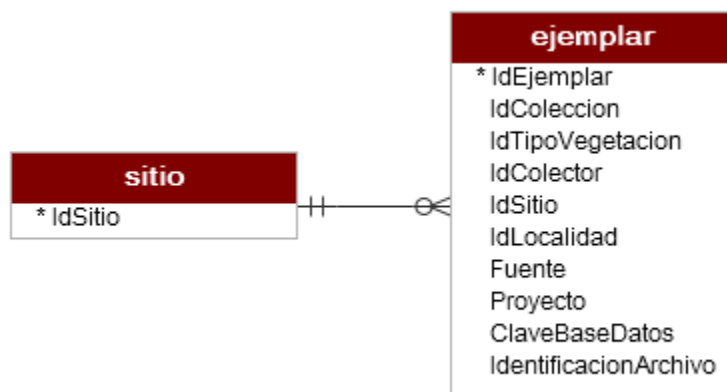 sitio
* IdSitio
ejemplar
* IdEjemplar
IdColeccion
IdTipoVegetacion
IdColector
IdSitio
IdLocalidad
Fuente
Proyecto
ClaveBaseDatos
IdentificacionArchivo